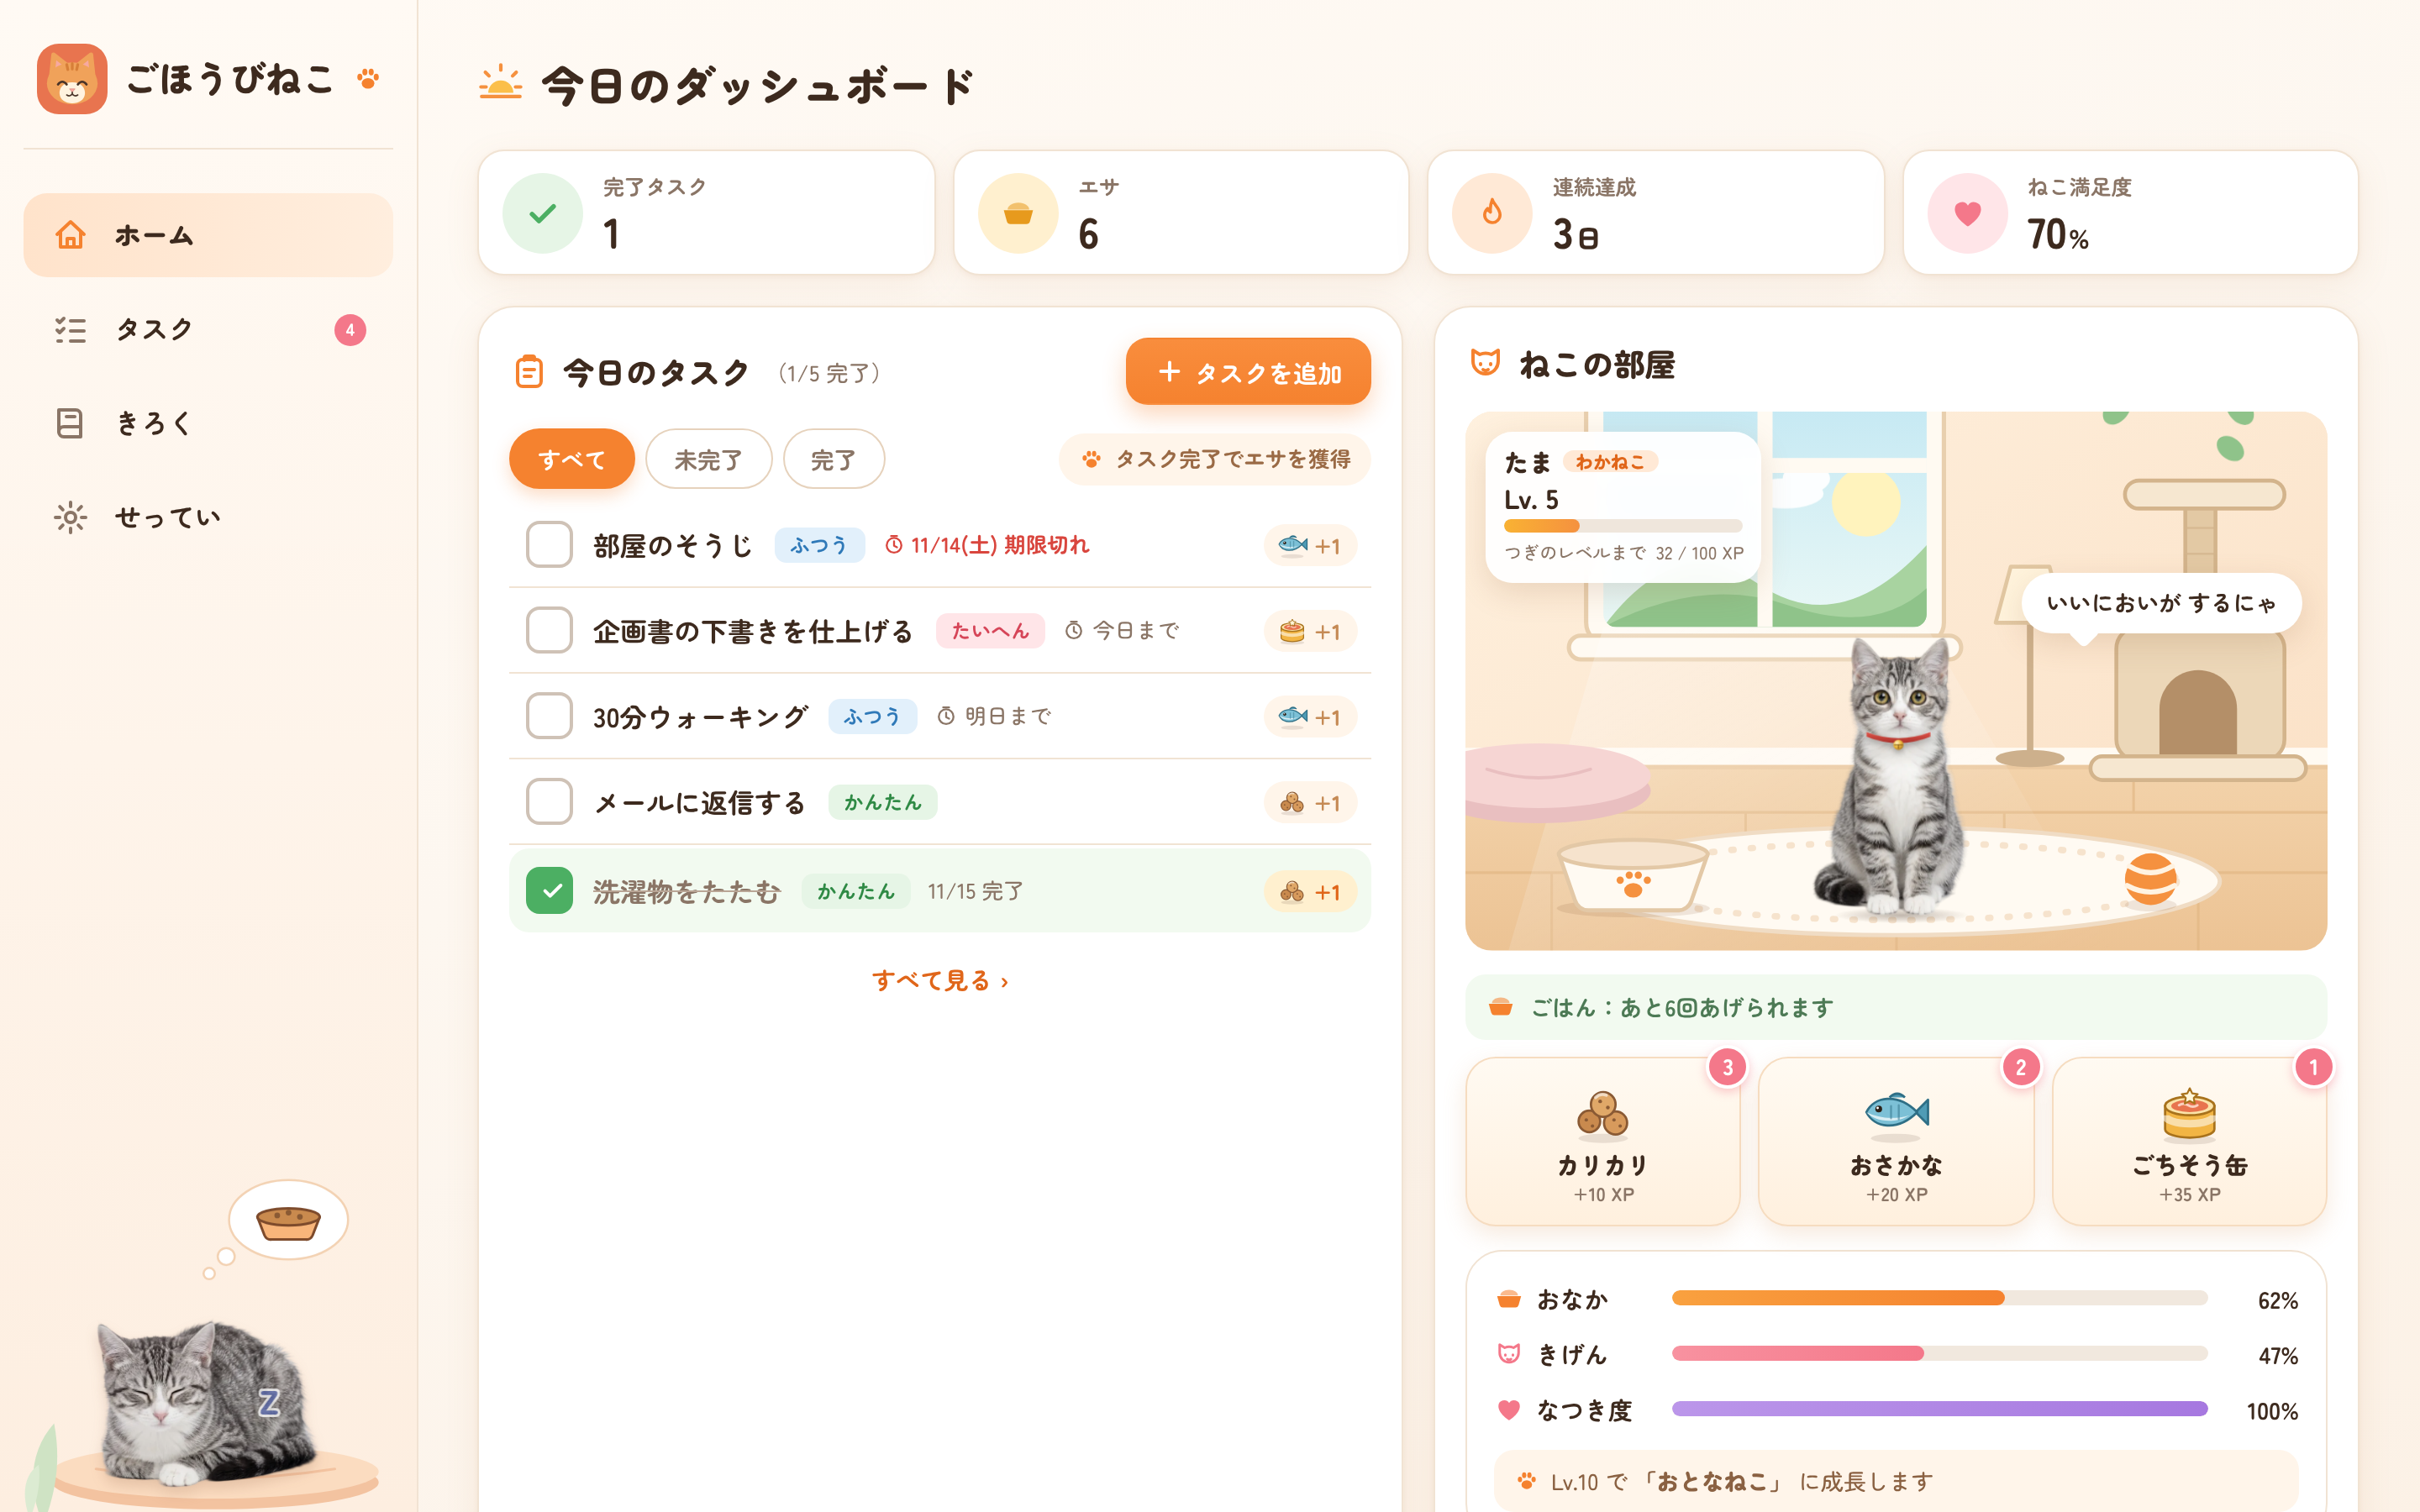 ごほうびねこ
ホーム
タスク 4
きろく
せってい
Z
今日のダッシュボード
完了タスク
1
エサ
6
連続達成
3日
ねこ満足度
70%
今日のタスク (1/5 完了)
+ タスクを追加
すべて 未完了 完了
タスク完了でエサを獲得
部屋のそうじ ふつう 11/14(土) 期限切れ +1
企画書の下書きを仕上げる たいへん 今日まで +1
30分ウォーキング ふつう 明日まで +1
メールに返信する かんたん +1
洗濯物をたたむ かんたん 11/15 完了 +1
すべて見る ›
ねこの部屋
たま わかねこ
Lv. 5
つぎのレベルまで 32 / 100 XP
いいにおいが するにゃ
ごはん：あと6回あげられます
3
カリカリ
+10 XP
2
おさかな
+20 XP
1
ごちそう缶
+35 XP
おなか 62%
きげん 47%
なつき度 100%
Lv.10 で 「おとなねこ」 に成長します